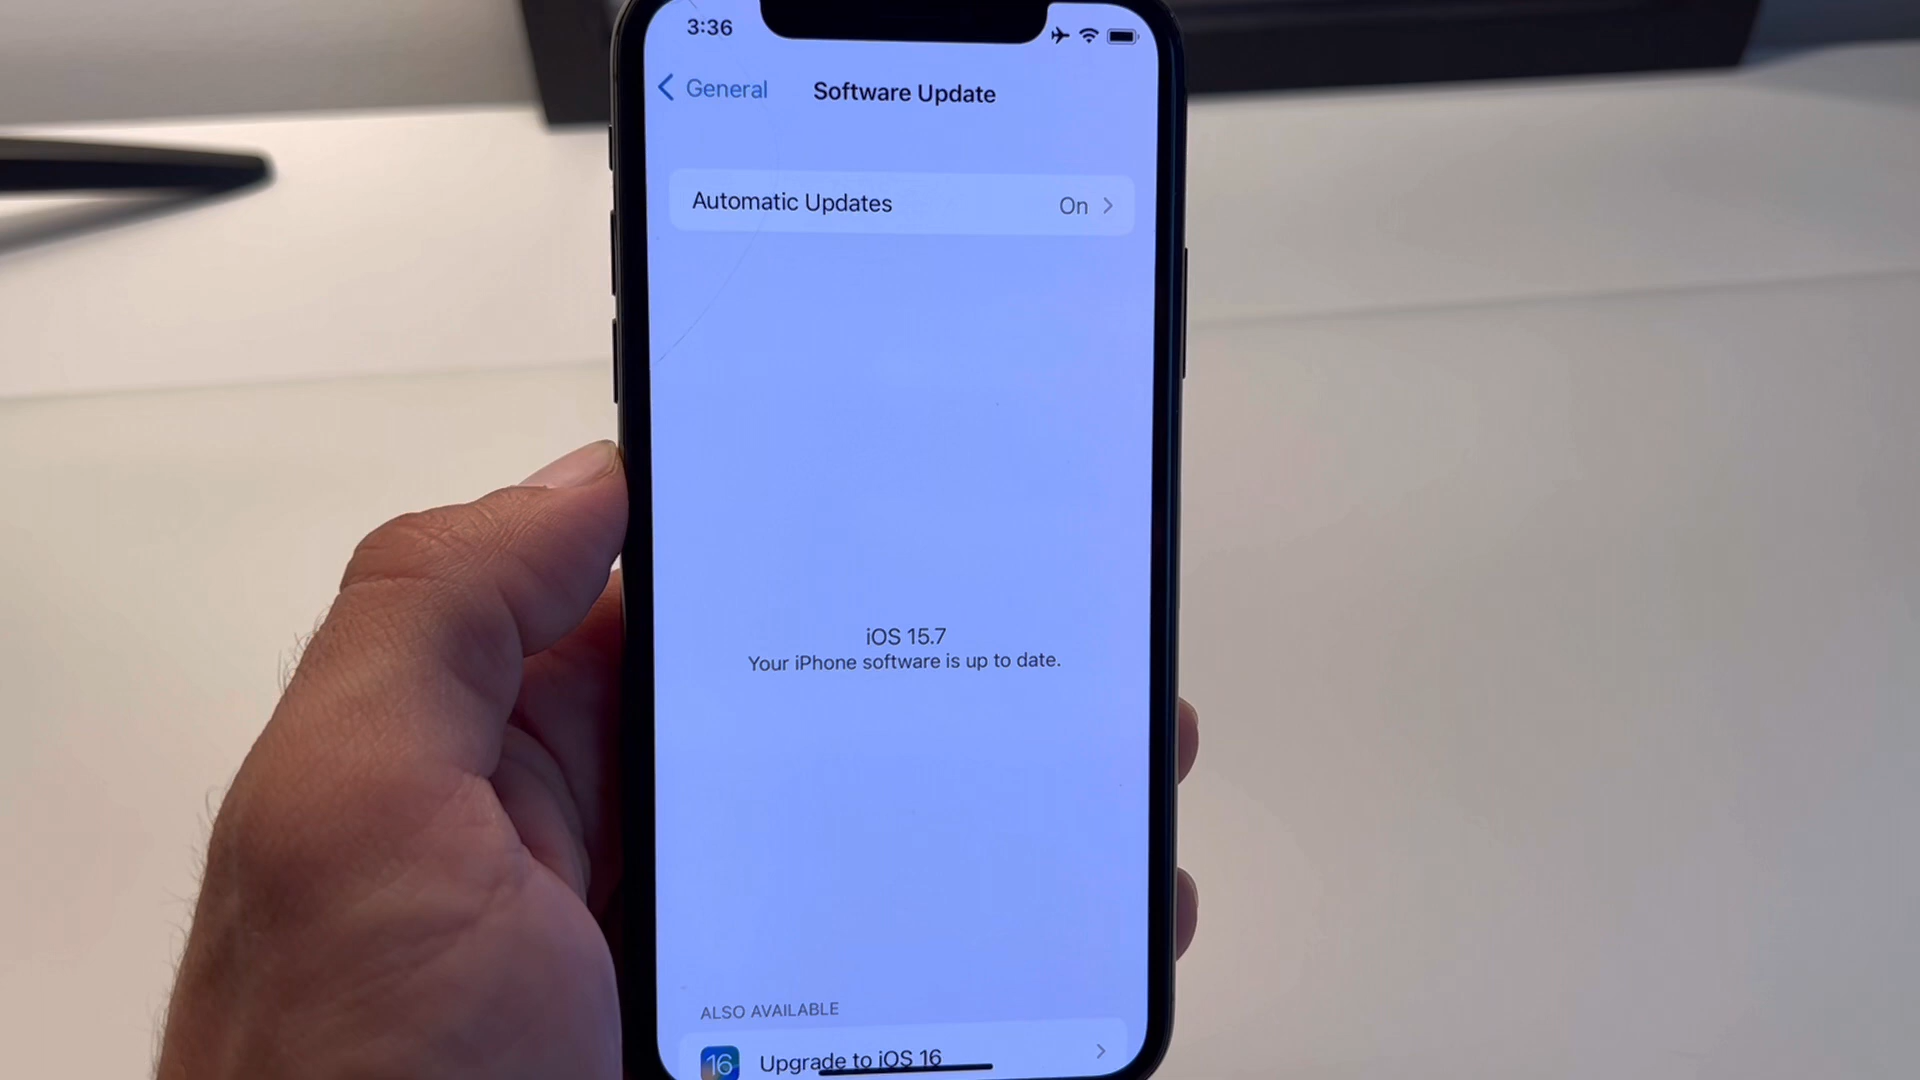 3:36
General
Software Update
Automatic Updates On
iOS 15.7
Your iPhone software is up to date.
ALSO AVAILABLE
16 Upgrade to iOS 16